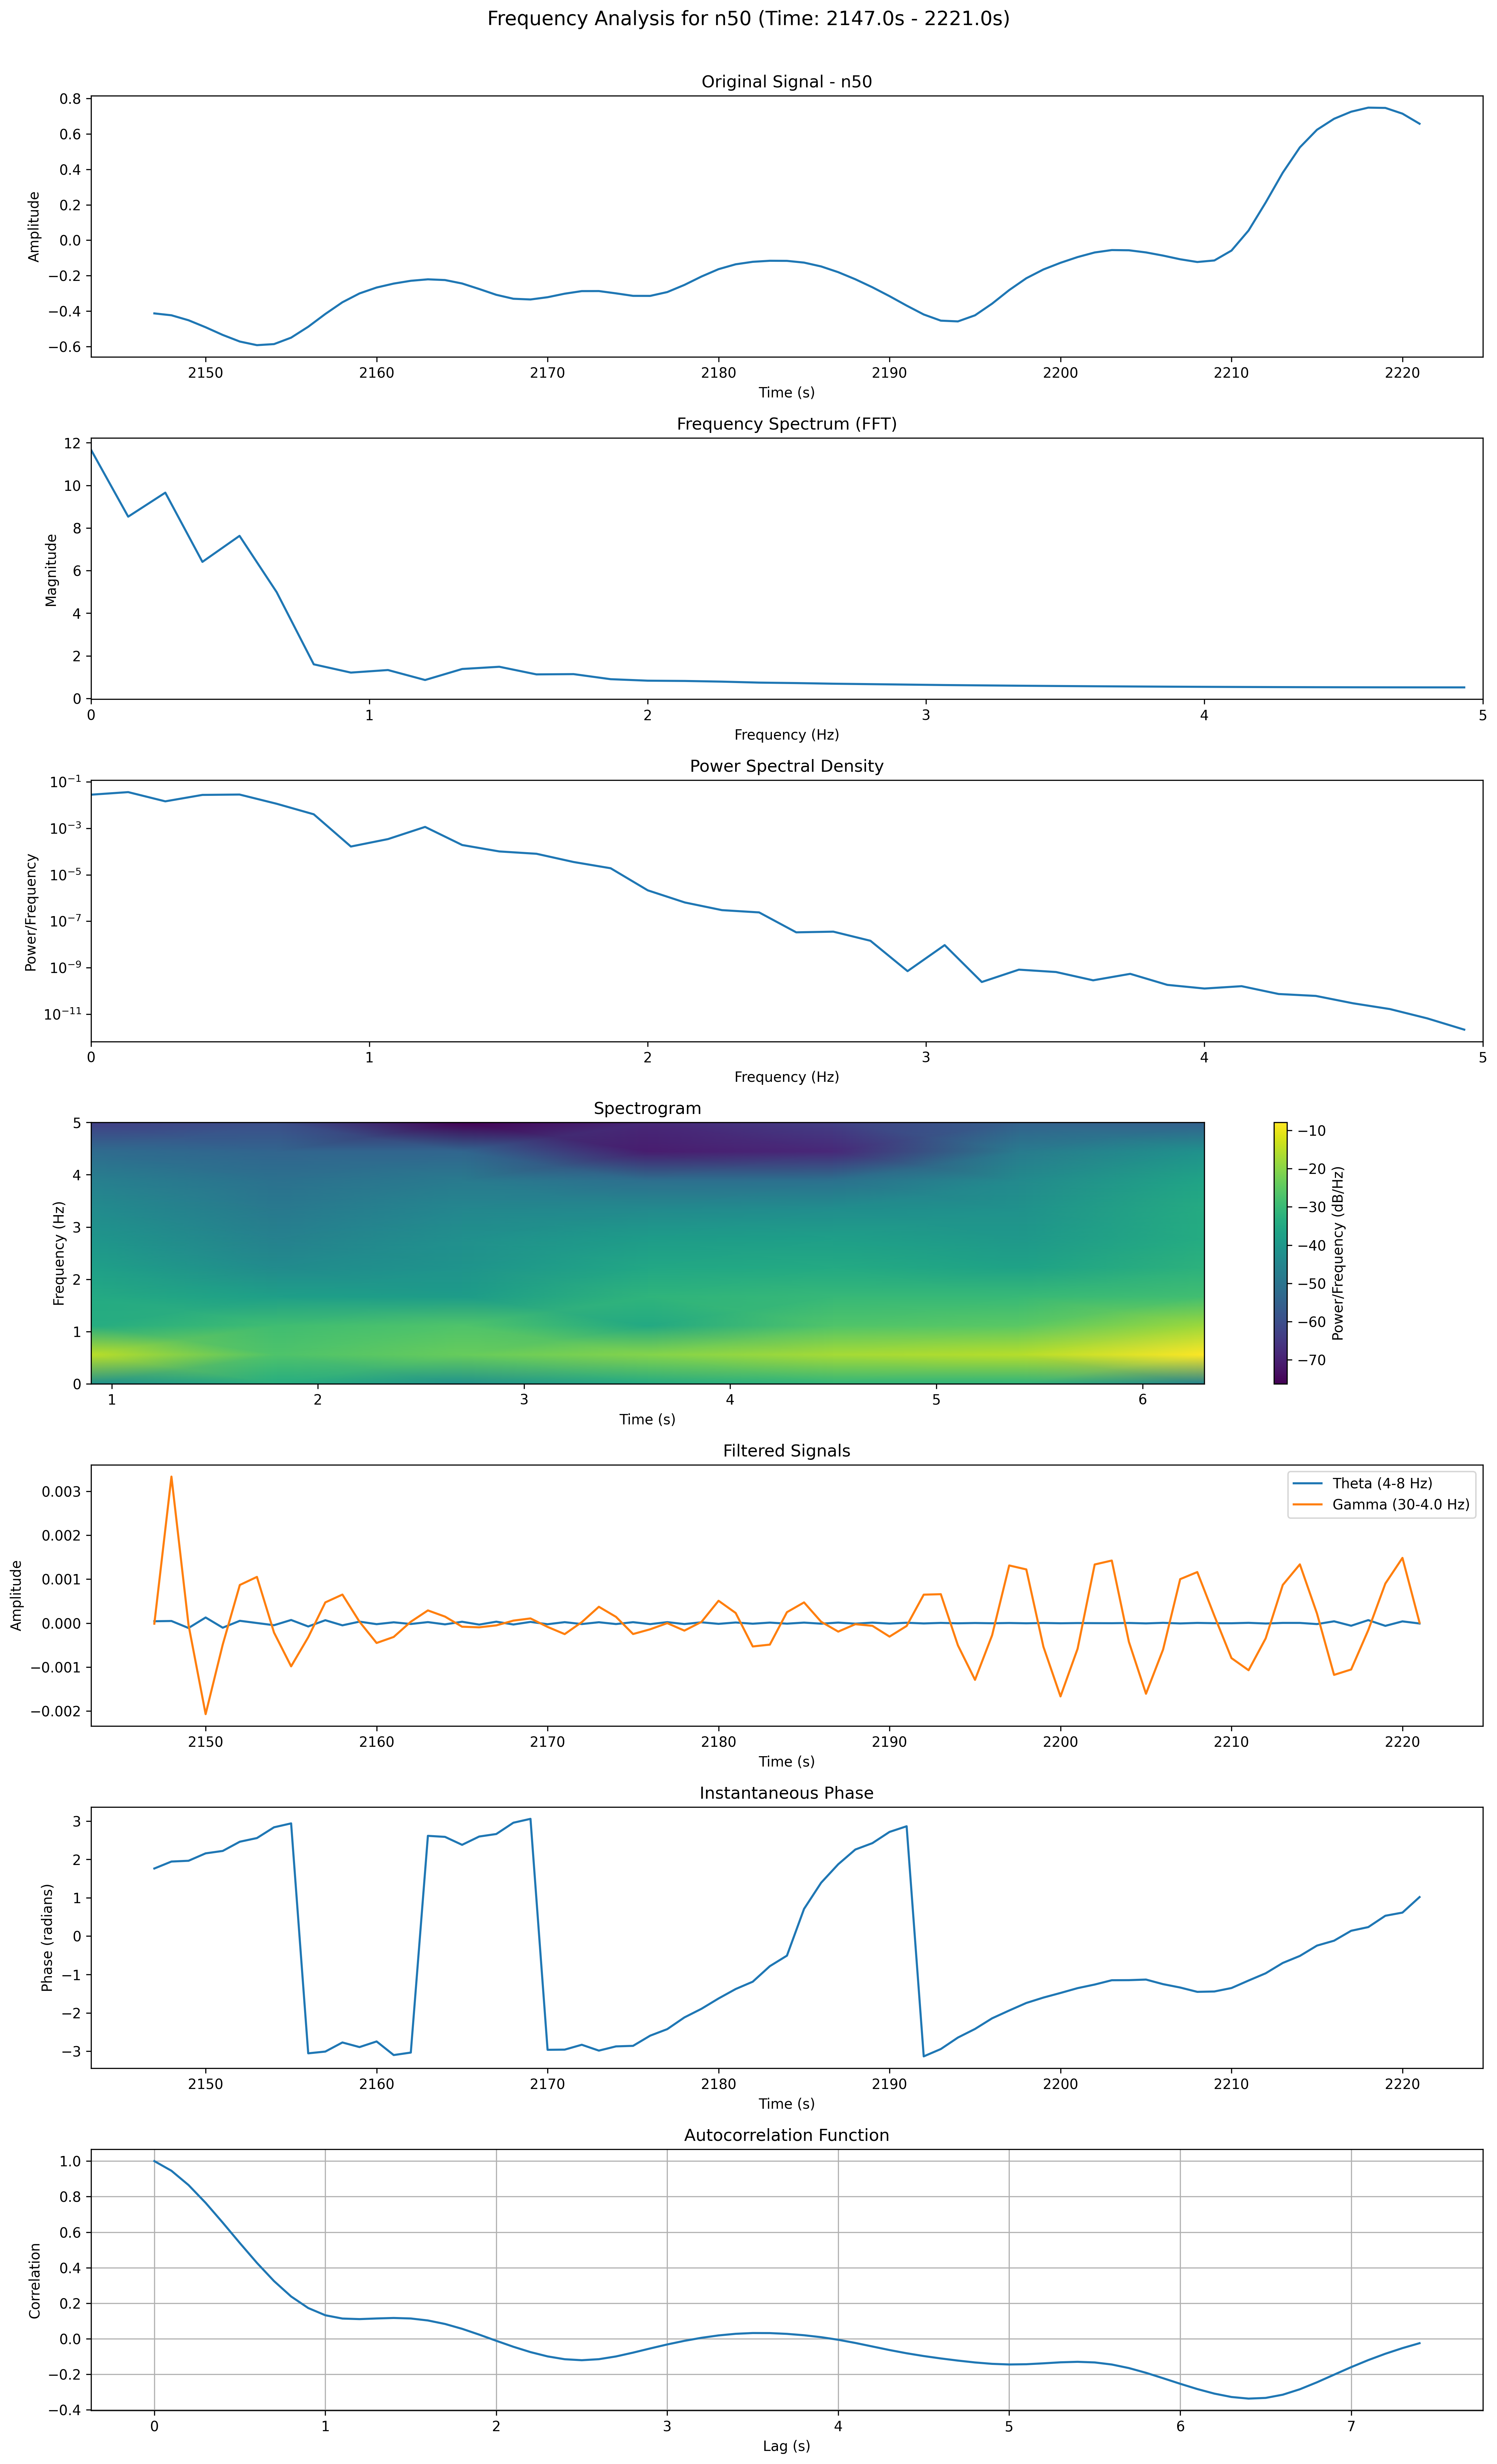 Frequency Analysis for n50 (Time: 2147.0s - 2221.0s)
Original Signal - n50
0.8
0.6
0.4
0.2
0.0
−0.2
−0.4
−0.6
Amplitude
2150 2160 2170 2180 2190 2200 2210 2220
Time (s)
Frequency Spectrum (FFT)
12
10
8
6
4
2
0
Magnitude
0 1 2 3 4 5
Frequency (Hz)
Power Spectral Density
10⁻¹
10⁻³
10⁻⁵
10⁻⁷
10⁻⁹
10⁻¹¹
Power/Frequency
0 1 2 3 4 5
Frequency (Hz)
Spectrogram
5
4
3
2
1
0
Frequency (Hz)
1 2 3 4 5 6
Time (s)
−10
−20
−30
−40
−50
−60
−70
Power/Frequency (dB/Hz)
Filtered Signals
0.003
0.002
0.001
0.000
−0.001
−0.002
Amplitude
Theta (4-8 Hz)
Gamma (30-4.0 Hz)
2150 2160 2170 2180 2190 2200 2210 2220
Time (s)
Instantaneous Phase
3
2
1
0
−1
−2
−3
Phase (radians)
2150 2160 2170 2180 2190 2200 2210 2220
Time (s)
Autocorrelation Function
1.0
0.8
0.6
0.4
0.2
0.0
−0.2
−0.4
Correlation
0 1 2 3 4 5 6 7
Lag (s)